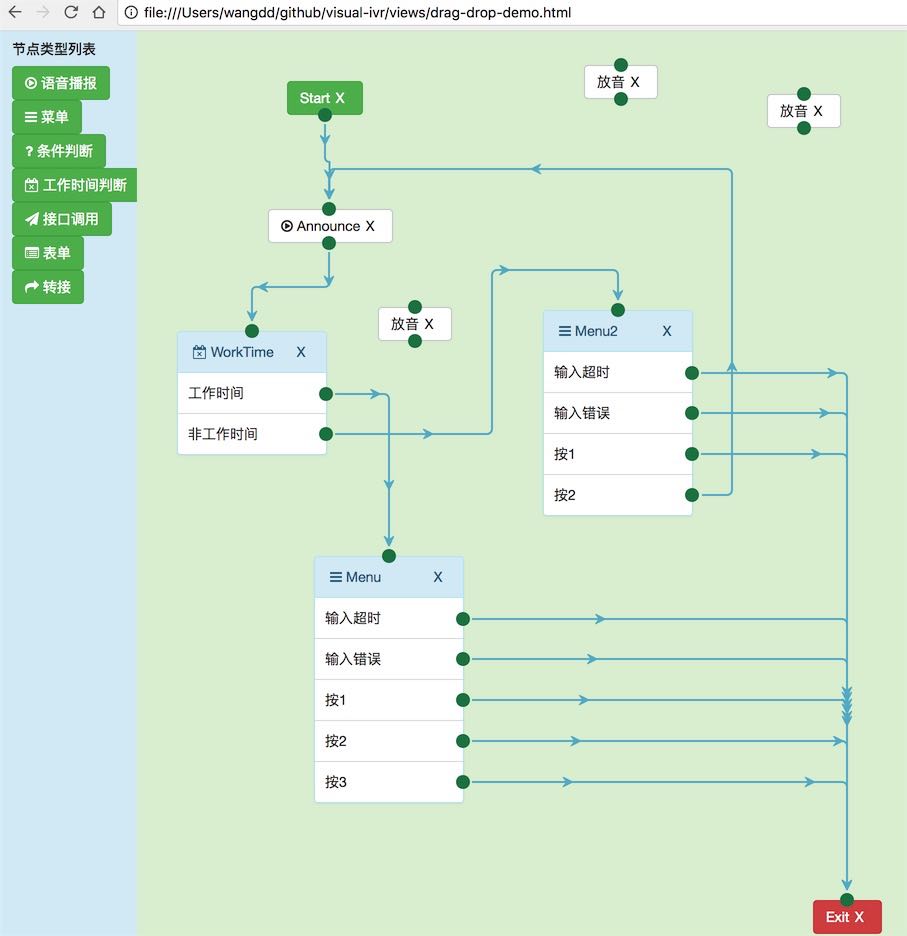 file:///Users/wangdd/github/visual-ivr/views/drag-drop-demo.html
节点类型列表
语音播报
菜单
? 条件判断
工作时间判断
接口调用
表单
转接
Start X
放音 X
放音 X
Announce X
放音 X
WorkTime X
工作时间
非工作时间
Menu2 X
输入超时
输入错误
按1
按2
Menu X
输入超时
输入错误
按1
按2
按3
Exit X